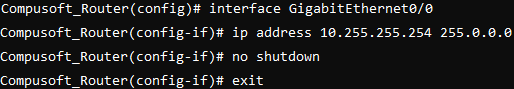 Compusoft_Router(config)# interface GigabitEthernet0/0
Compusoft_Router(config-if)# ip address 10.255.255.254 255.0.0.0
Compusoft_Router(config-if)# no shutdown
Compusoft_Router(config-if)# exit